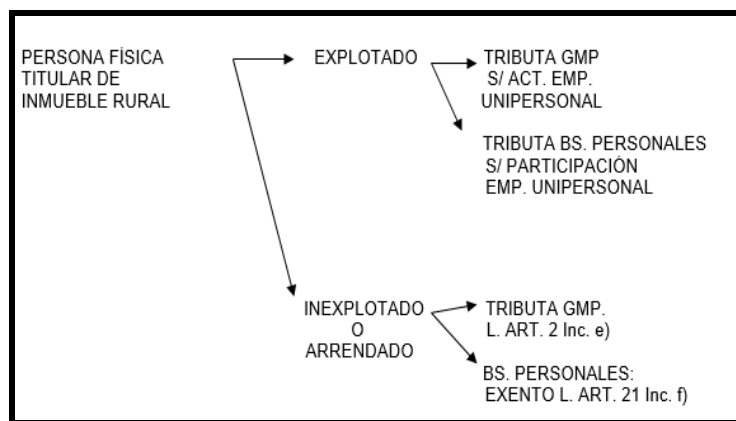 PERSONA FÍSICA
TITULAR DE
INMUEBLE RURAL
EXPLOTADO
TRIBUTA GMP
S/ ACT. EMP.
UNIPERSONAL
TRIBUTA BS. PERSONALES
S/ PARTICIPACIÓN
EMP. UNIPERSONAL
INEXPLOTADO
O
ARRENDADO
TRIBUTA GMP.
L. ART. 2 Inc. e)
BS. PERSONALES:
EXENTO L. ART. 21 Inc. f)